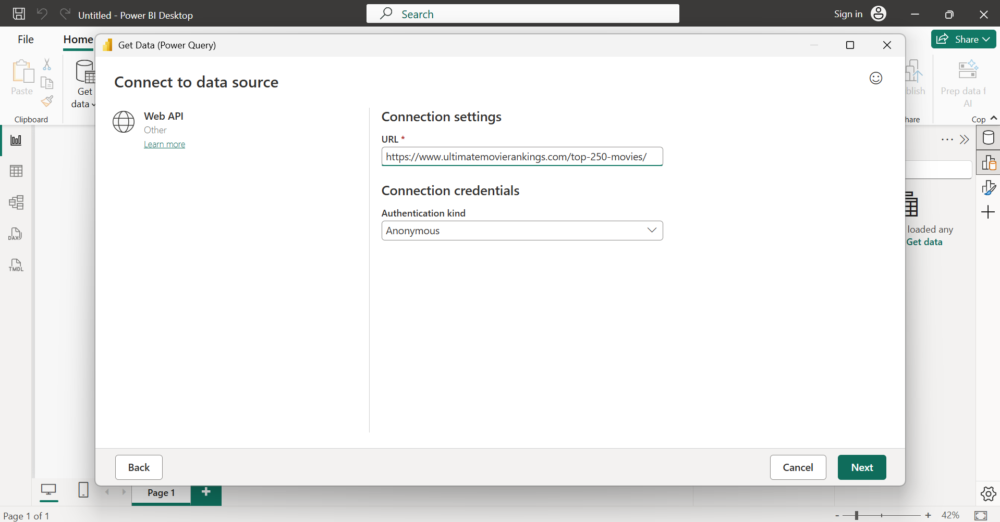 Untitled - Power BI Desktop
Search
Sign in
File
Home
Share
Get Data (Power Query)
Paste
Get
data
Clipboard
blish
hare
Prep data f
AI
Cop
Connect to data source
Web API
Other
Learn more
Connection settings
URL *
https://www.ultimatemovierankings.com/top-250-movies/
Connection credentials
Authentication kind
Anonymous
loaded any
Get data
DAX
TMDL
Back
Cancel
Next
Page 1
Page 1 of 1
- + 42%